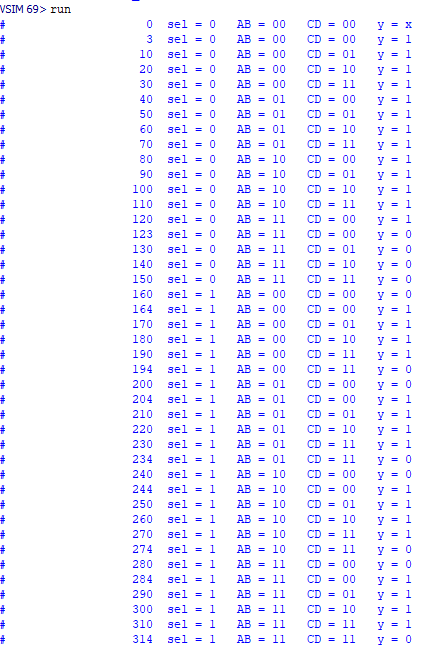 VSIM 69> run
# 0 sel = 0 AB = 00 CD = 00 y = x
# 3 sel = 0 AB = 00 CD = 00 y = 1
# 10 sel = 0 AB = 00 CD = 01 y = 1
# 20 sel = 0 AB = 00 CD = 10 y = 1
# 30 sel = 0 AB = 00 CD = 11 y = 1
# 40 sel = 0 AB = 01 CD = 00 y = 1
# 50 sel = 0 AB = 01 CD = 01 y = 1
# 60 sel = 0 AB = 01 CD = 10 y = 1
# 70 sel = 0 AB = 01 CD = 11 y = 1
# 80 sel = 0 AB = 10 CD = 00 y = 1
# 90 sel = 0 AB = 10 CD = 01 y = 1
# 100 sel = 0 AB = 10 CD = 10 y = 1
# 110 sel = 0 AB = 10 CD = 11 y = 1
# 120 sel = 0 AB = 11 CD = 00 y = 1
# 123 sel = 0 AB = 11 CD = 00 y = 0
# 130 sel = 0 AB = 11 CD = 01 y = 0
# 140 sel = 0 AB = 11 CD = 10 y = 0
# 150 sel = 0 AB = 11 CD = 11 y = 0
# 160 sel = 1 AB = 00 CD = 00 y = 0
# 164 sel = 1 AB = 00 CD = 00 y = 1
# 170 sel = 1 AB = 00 CD = 01 y = 1
# 180 sel = 1 AB = 00 CD = 10 y = 1
# 190 sel = 1 AB = 00 CD = 11 y = 1
# 194 sel = 1 AB = 00 CD = 11 y = 0
# 200 sel = 1 AB = 01 CD = 00 y = 0
# 204 sel = 1 AB = 01 CD = 00 y = 1
# 210 sel = 1 AB = 01 CD = 01 y = 1
# 220 sel = 1 AB = 01 CD = 10 y = 1
# 230 sel = 1 AB = 01 CD = 11 y = 1
# 234 sel = 1 AB = 01 CD = 11 y = 0
# 240 sel = 1 AB = 10 CD = 00 y = 0
# 244 sel = 1 AB = 10 CD = 00 y = 1
# 250 sel = 1 AB = 10 CD = 01 y = 1
# 260 sel = 1 AB = 10 CD = 10 y = 1
# 270 sel = 1 AB = 10 CD = 11 y = 1
# 274 sel = 1 AB = 10 CD = 11 y = 0
# 280 sel = 1 AB = 11 CD = 00 y = 0
# 284 sel = 1 AB = 11 CD = 00 y = 1
# 290 sel = 1 AB = 11 CD = 01 y = 1
# 300 sel = 1 AB = 11 CD = 10 y = 1
# 310 sel = 1 AB = 11 CD = 11 y = 1
# 314 sel = 1 AB = 11 CD = 11 y = 0